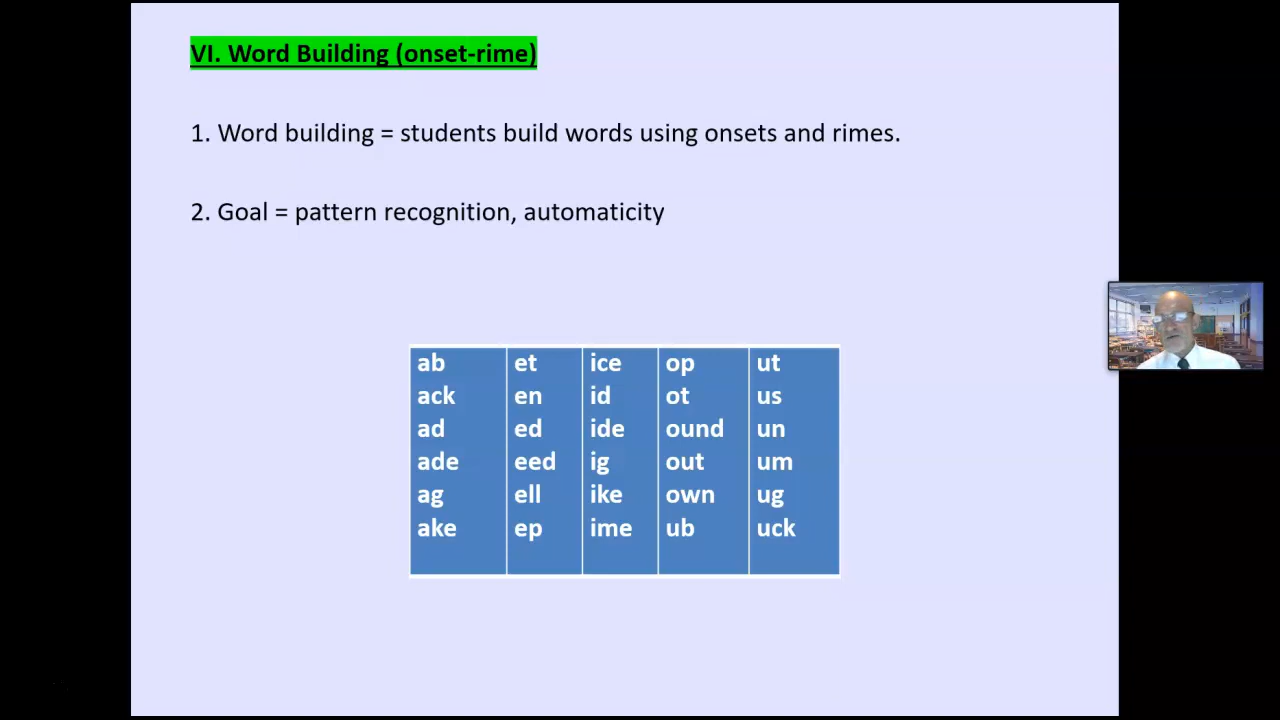 VI. Word Building (onset-rime)
1. Word building = students build words using onsets and rimes.
2. Goal = pattern recognition, automaticity
ab et ice op ut
ack en id ot us
ad ed ide ound un
ade eed ig out um
ag ell ike own ug
ake ep ime ub uck